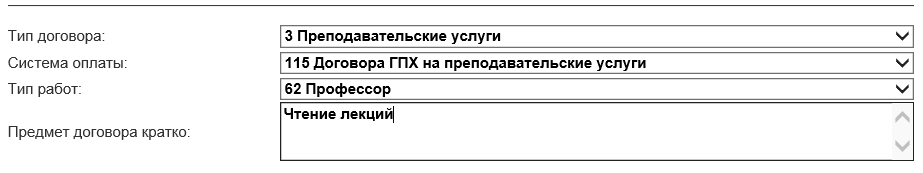 Тип договора: 3 Преподавательские услуги
Система оплаты: 115 Договора ГПХ на преподавательские услуги
Тип работ: 62 Профессор
Чтение лекций
Предмет договора кратко: